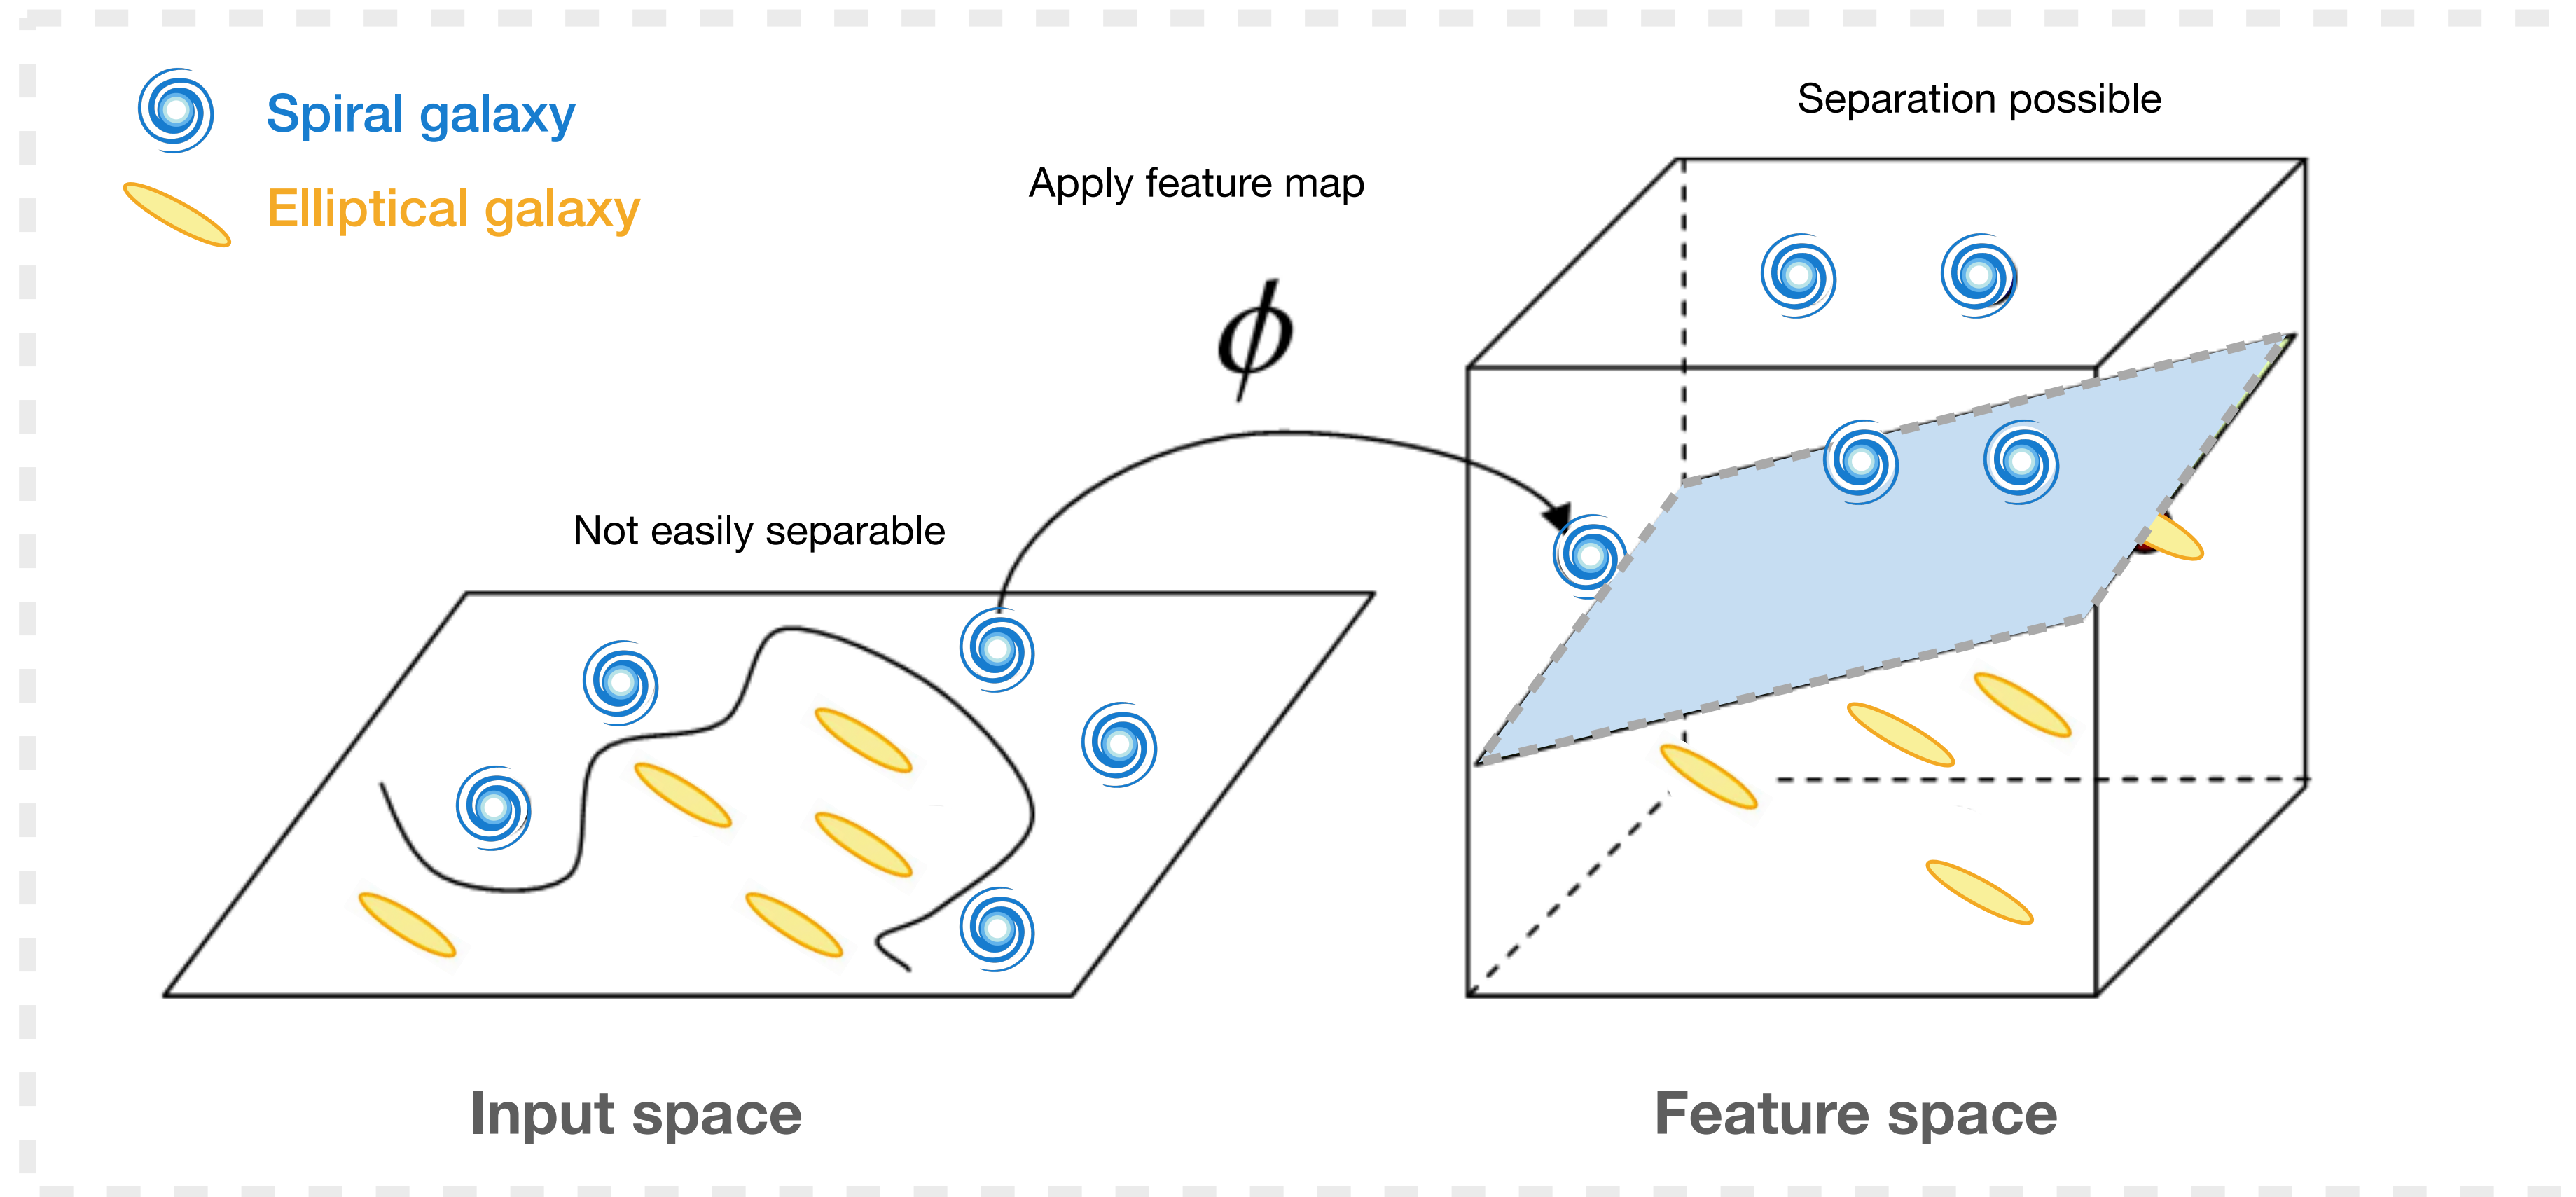 Spiral galaxy
Elliptical galaxy
Not easily separable
Apply feature map
ϕ
Separation possible
Input space
Feature space